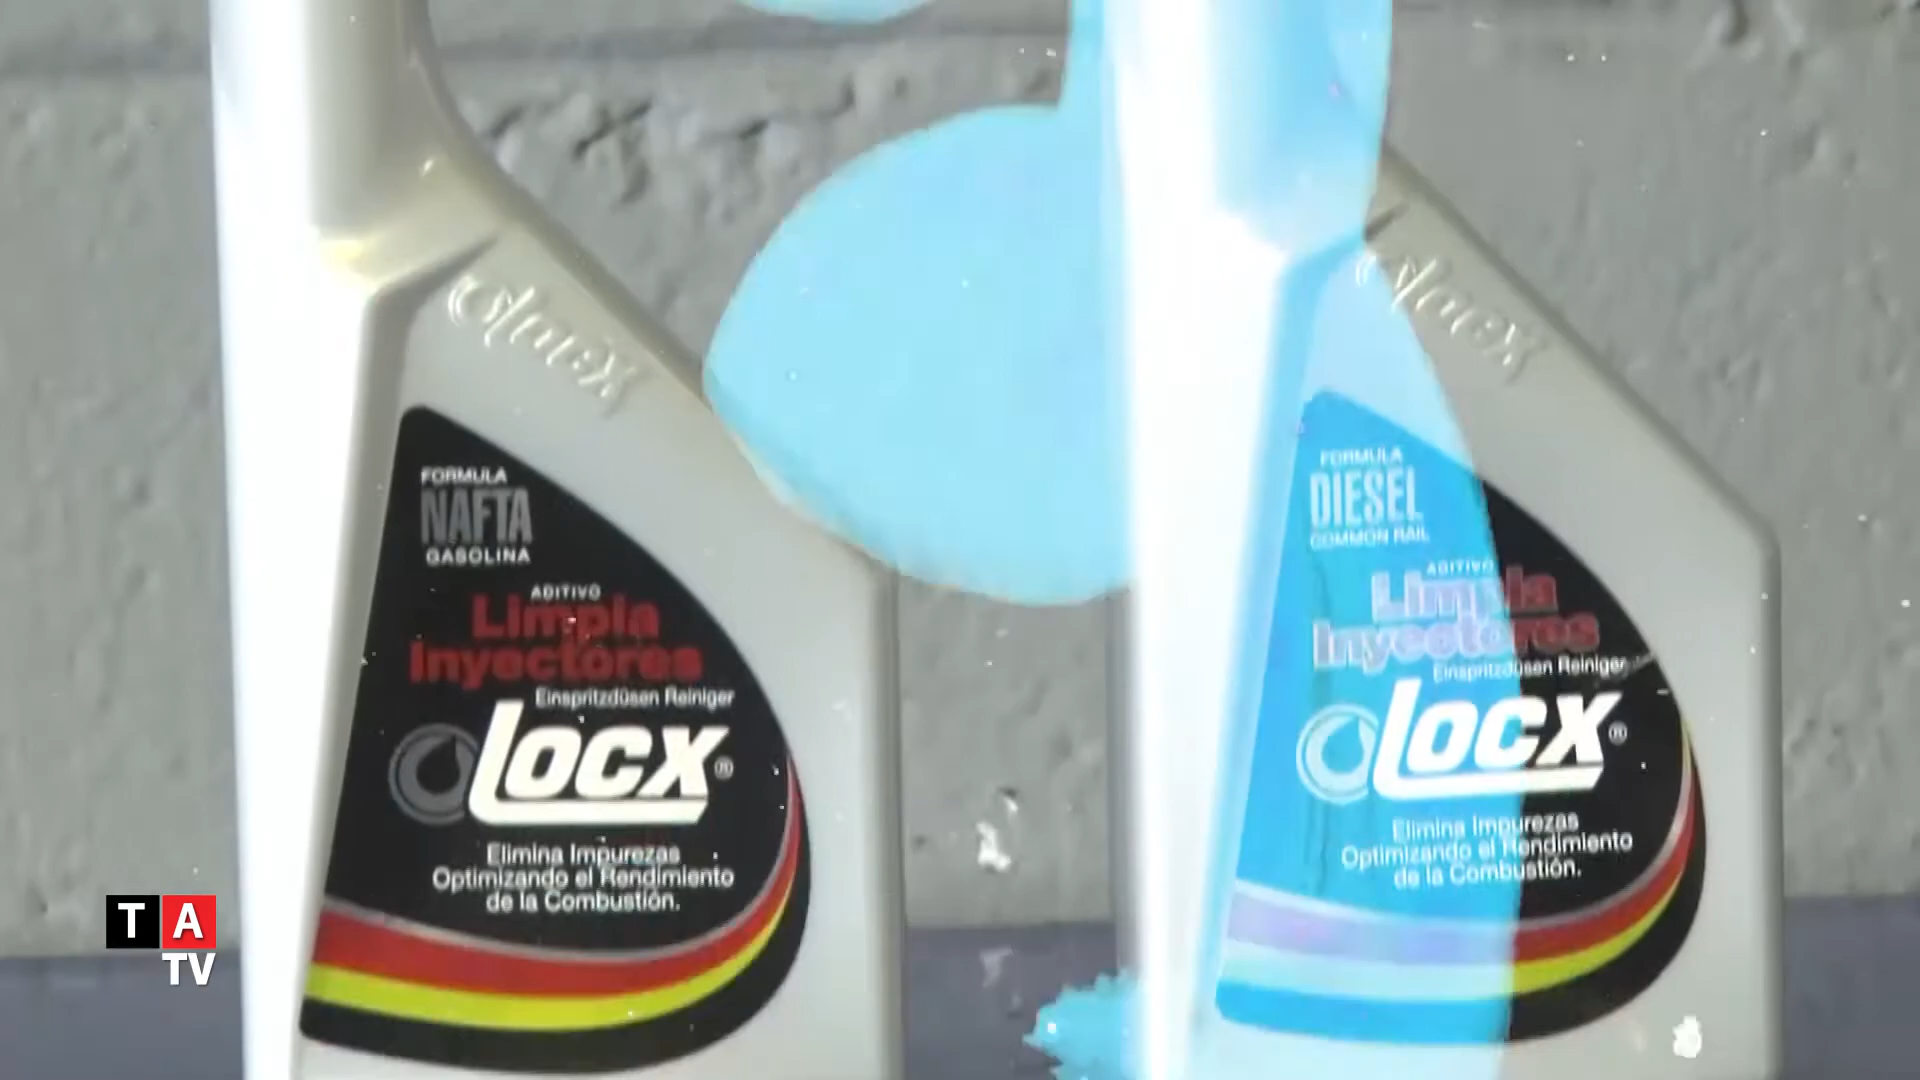 FORMULA
NAFTA
GASOLINA
ADITIVO
Limpia
Inyectores
Einspritzdüsen Reiniger
Locx®
Elimina Impurezas
Optimizando el Rendimiento
de la Combustión.
FORMULA
DIESEL
COMMON RAIL
ADITIVO
Limpia
Inyectores
Einspritzdüsen Reiniger
Locx®
Elimina Impurezas
Optimizando el Rendimiento
de la Combustión.
T A
TV